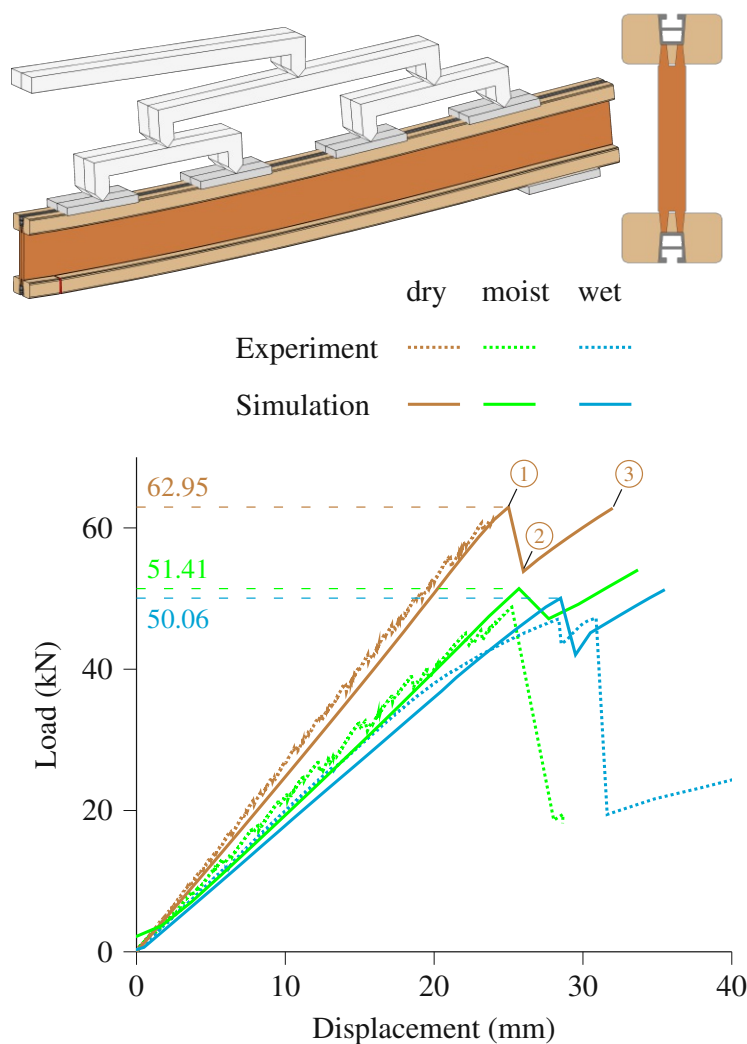 dry moist wet
Experiment
Simulation
62.95
51.41
50.06
1
2
3
60
40
20
0
0 10 20 30 40
Load (kN)
Displacement (mm)